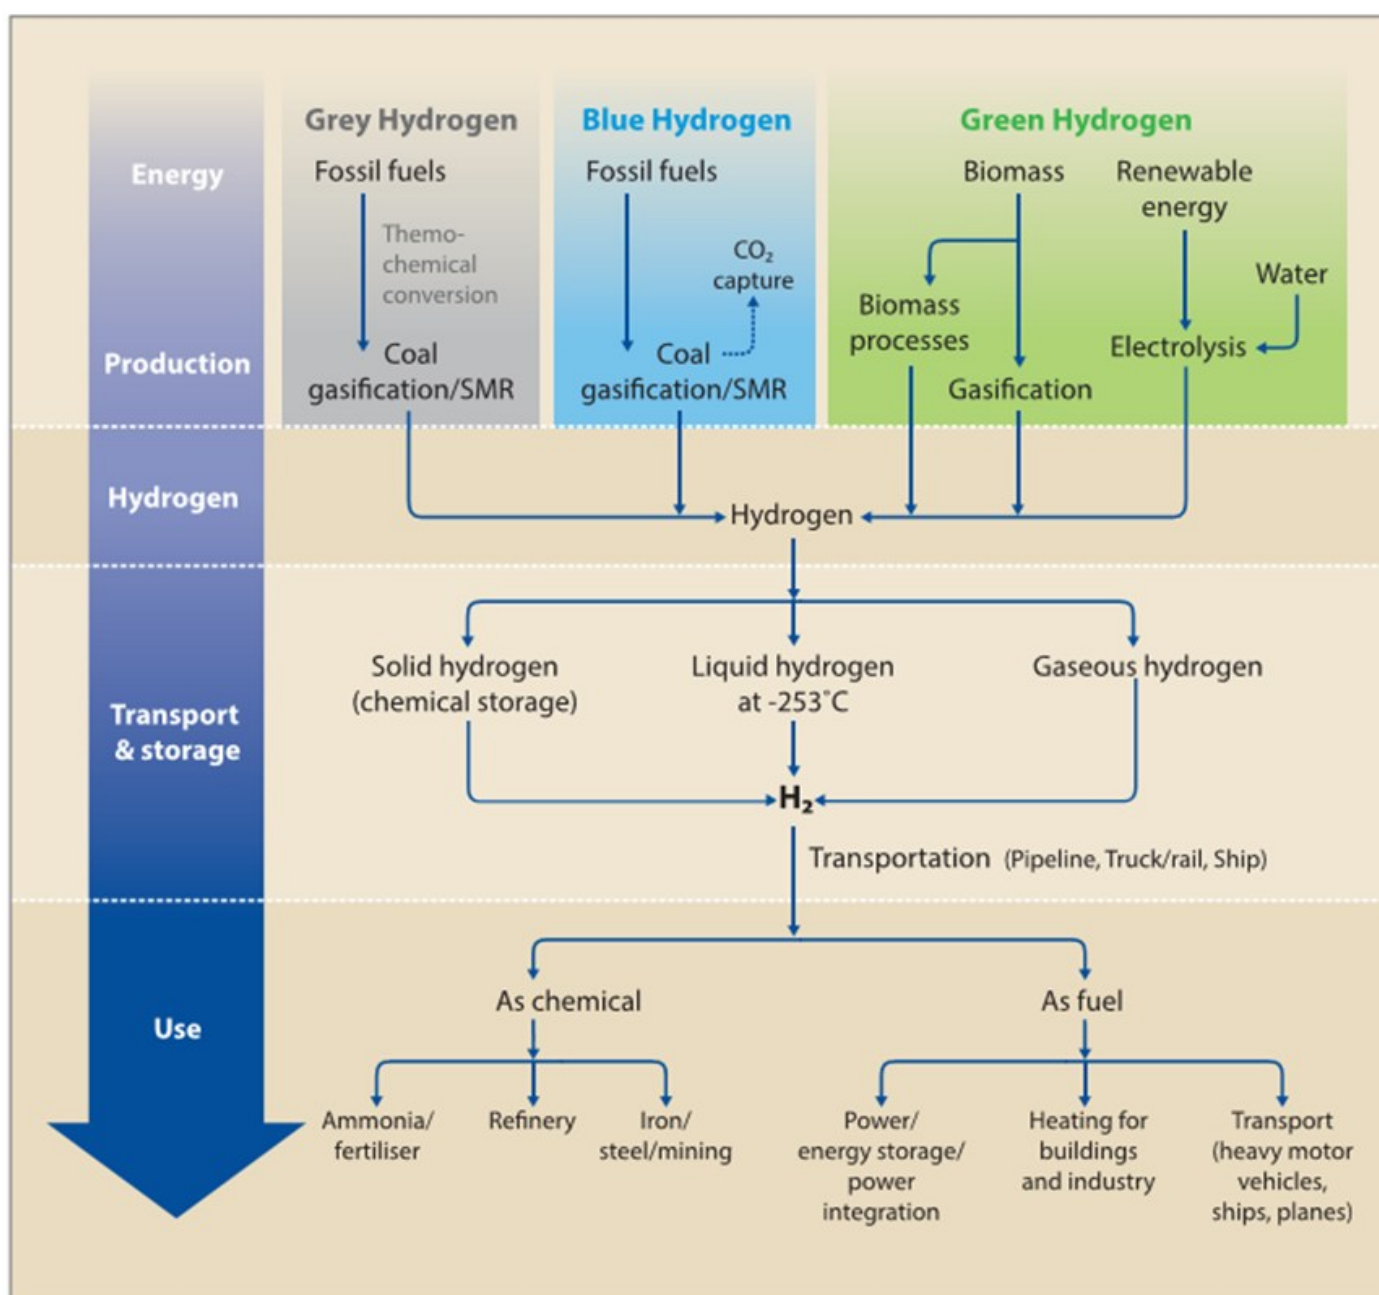 Grey Hydrogen
Blue Hydrogen
Green Hydrogen
Energy
Fossil fuels
Fossil fuels
Biomass
Renewable
energy
Themo-
chemical
conversion
CO₂
capture
Water
Biomass
processes
Production
Coal
gasification/SMR
Coal
gasification/SMR
Gasification
Electrolysis
Hydrogen
Hydrogen
Transport
& storage
Solid hydrogen
(chemical storage)
Liquid hydrogen
at -253˚C
Gaseous hydrogen
H₂
Transportation (Pipeline, Truck/rail, Ship)
Use
As chemical
As fuel
Ammonia/
fertiliser
Refinery
Iron/
steel/mining
Power/
energy storage/
power
integration
Heating for
buildings
and industry
Transport
(heavy motor
vehicles,
ships, planes)